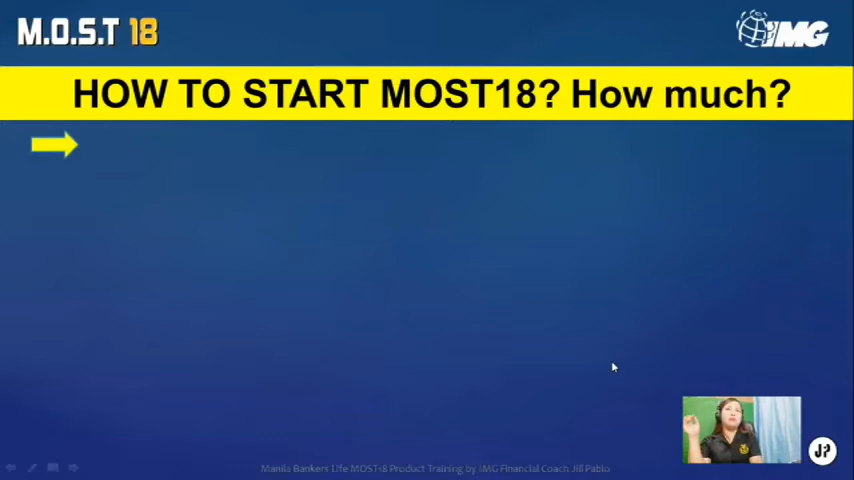 M.O.S.T 18
IMG
HOW TO START MOST18? How much?
Manila Bankers Life MOST18 Product Training by IMG Financial Coach Jill Pablo
JP